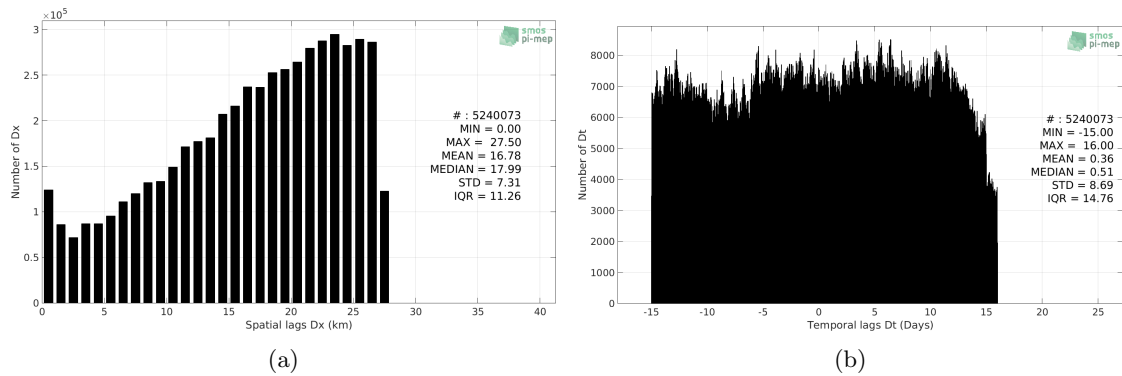 ×10⁵
3
2.5
2
1.5
1
0.5
0
Number of Dx
smos
pi-mep
# : 5240073
MIN = 0.00
MAX = 27.50
MEAN = 16.78
MEDIAN = 17.99
STD = 7.31
IQR = 11.26
0 5 10 15 20 25 30 35 40
Spatial lags Dx (km)
(a)
8000
7000
6000
5000
4000
3000
2000
1000
0
Number of Dt
smos
pi-mep
# : 5240073
MIN = -15.00
MAX = 16.00
MEAN = 0.36
MEDIAN = 0.51
STD = 8.69
IQR = 14.76
-15 -10 -5 0 5 10 15 20 25
Temporal lags Dt (Days)
(b)